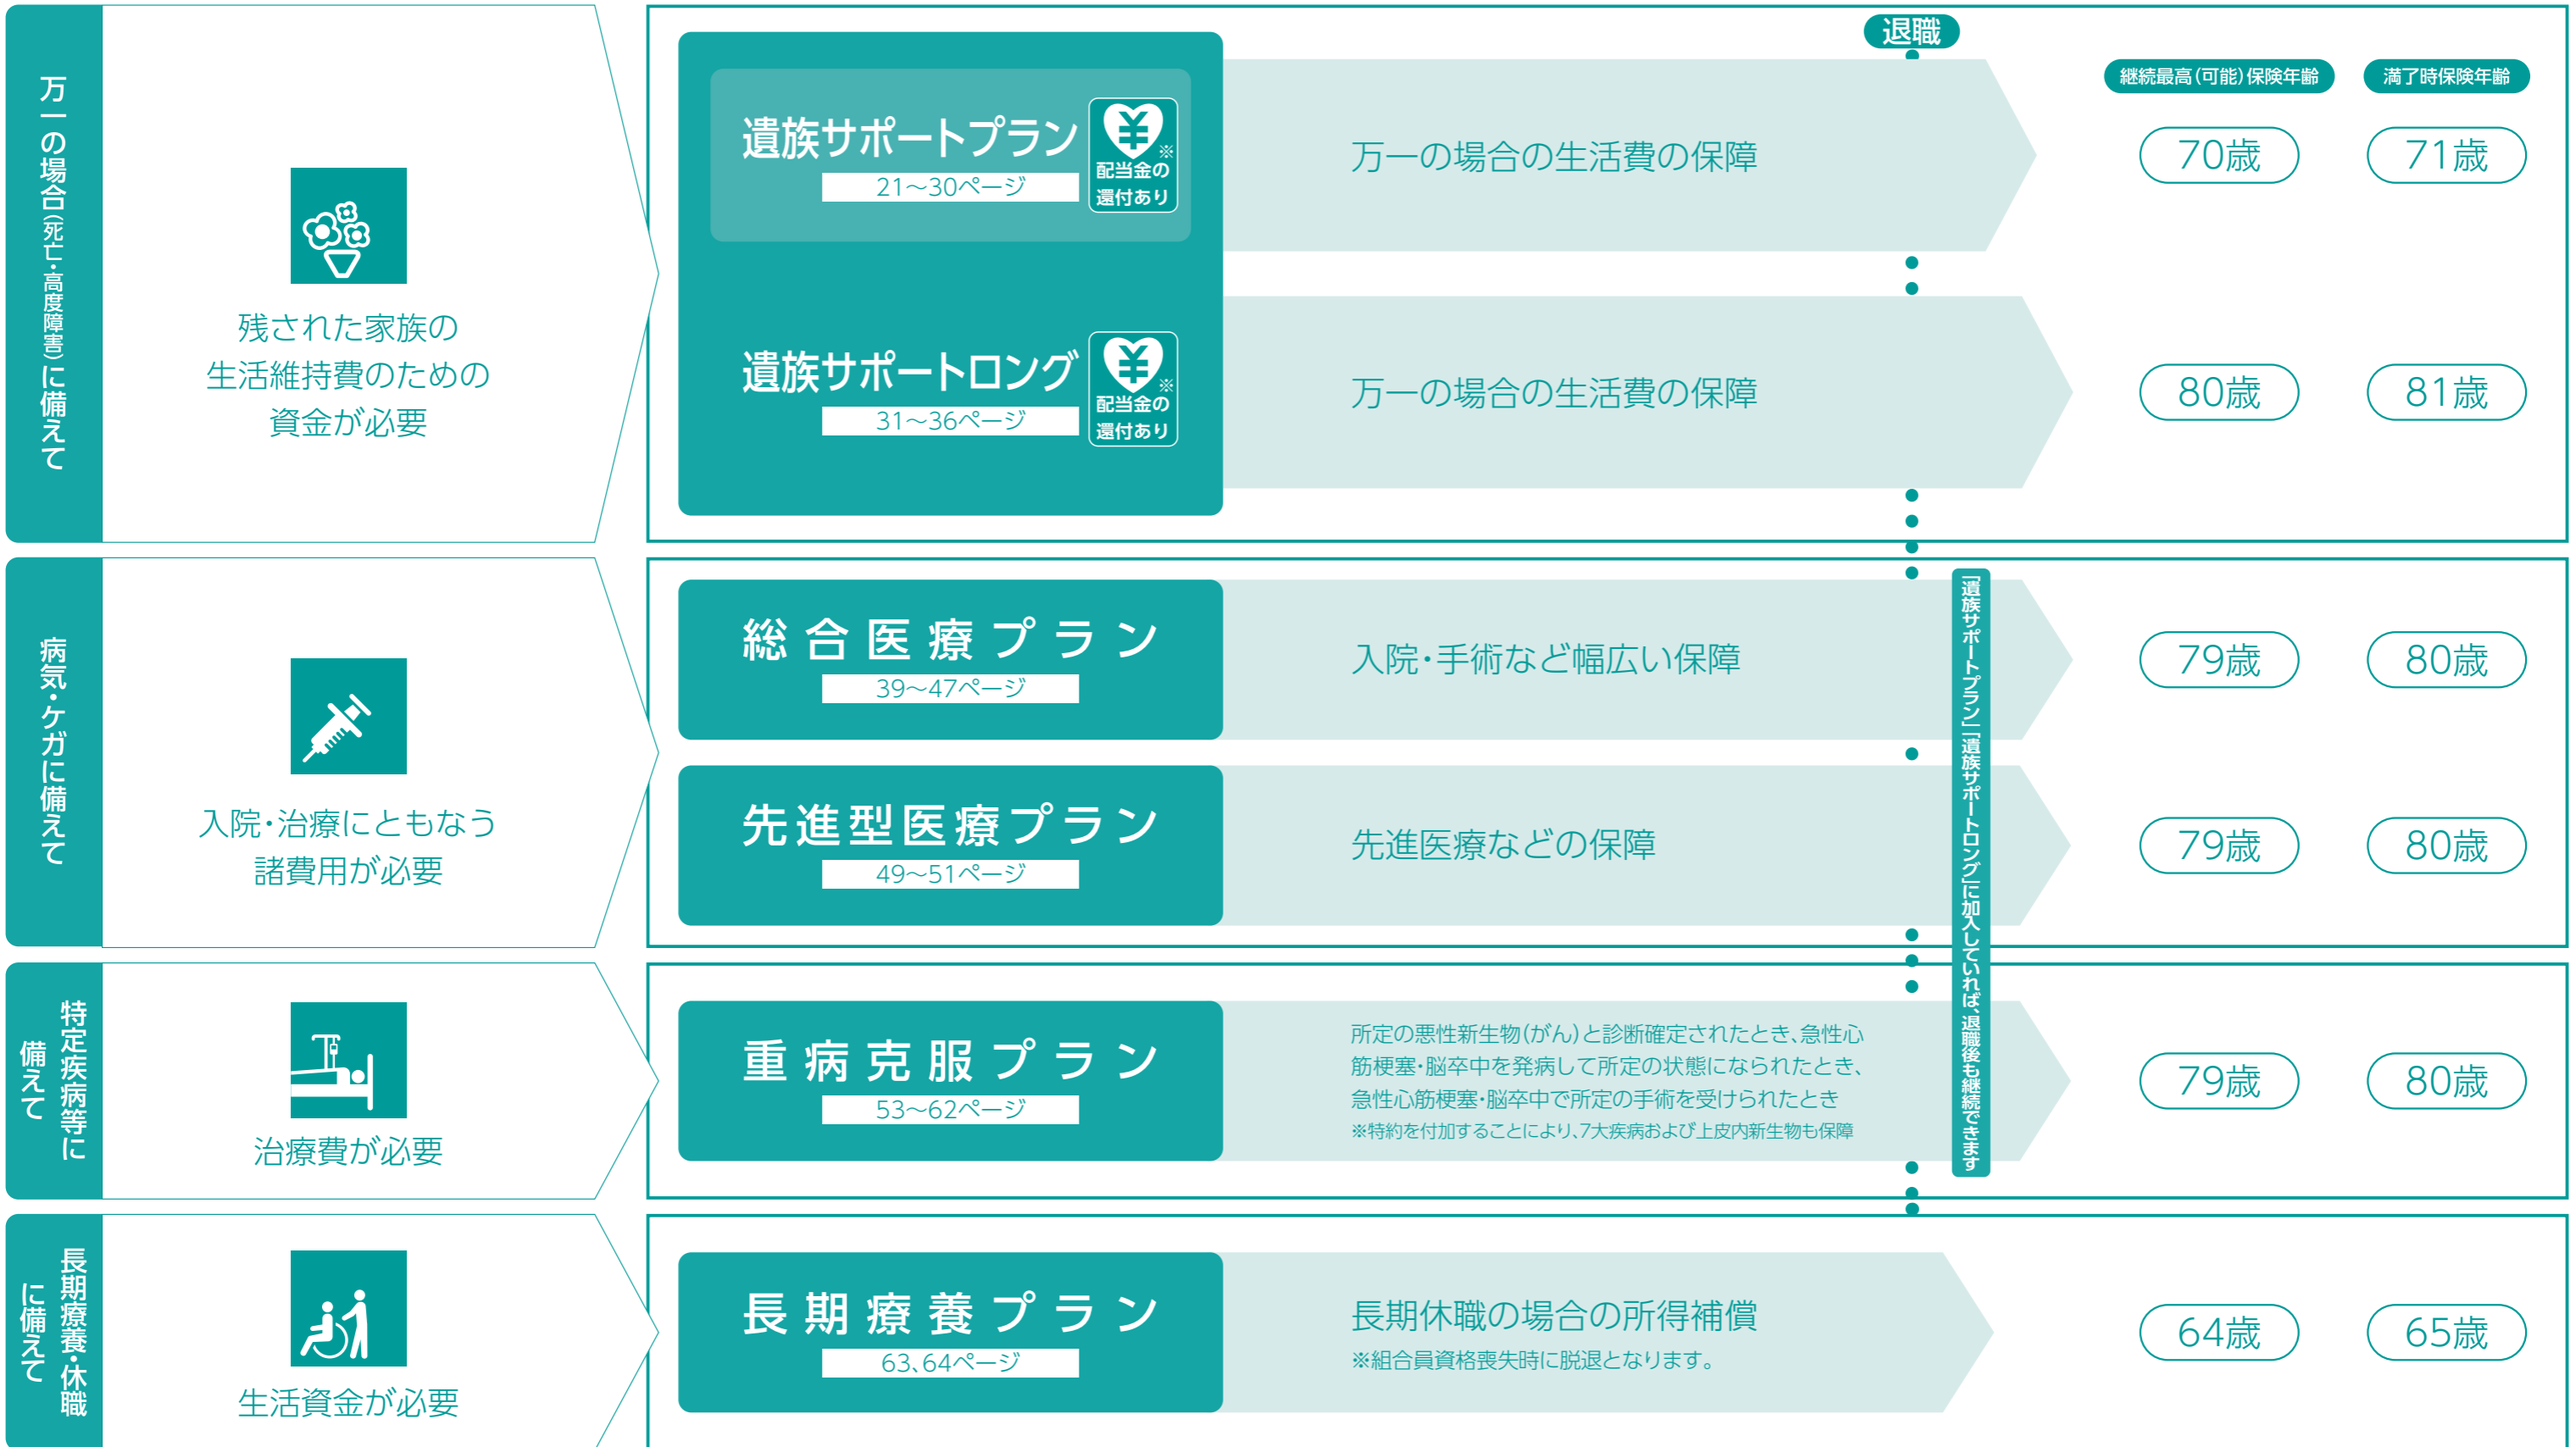 退職
継続最高(可能)保険年齢
満了時保険年齢
万一の場合(死亡・高度障害)に備えて
残された家族の
生活維持費のための
資金が必要
遺族サポートプラン
21〜30ページ
¥※
配当金の
還付あり
万一の場合の生活費の保障
70歳
71歳
遺族サポートロング
31〜36ページ
¥※
配当金の
還付あり
万一の場合の生活費の保障
80歳
81歳
病気・ケガに備えて
入院・治療にともなう
諸費用が必要
総合医療プラン
39〜47ページ
入院・手術など幅広い保障
79歳
80歳
先進型医療プラン
49〜51ページ
先進医療などの保障
79歳
80歳
「遺族サポートプラン」「遺族サポートロング」に加入していれば、退職後も継続できます
特定疾病等に
備えて
治療費が必要
重病克服プラン
53〜62ページ
所定の悪性新生物(がん)と診断確定されたとき、急性心
筋梗塞・脳卒中を発病して所定の状態になられたとき、
急性心筋梗塞・脳卒中で所定の手術を受けられたとき
※特約を付加することにより、7大疾病および上皮内新生物も保障
79歳
80歳
長期療養・休職
に備えて
生活資金が必要
長期療養プラン
63、64ページ
長期休職の場合の所得補償
※組合員資格喪失時に脱退となります。
64歳
65歳